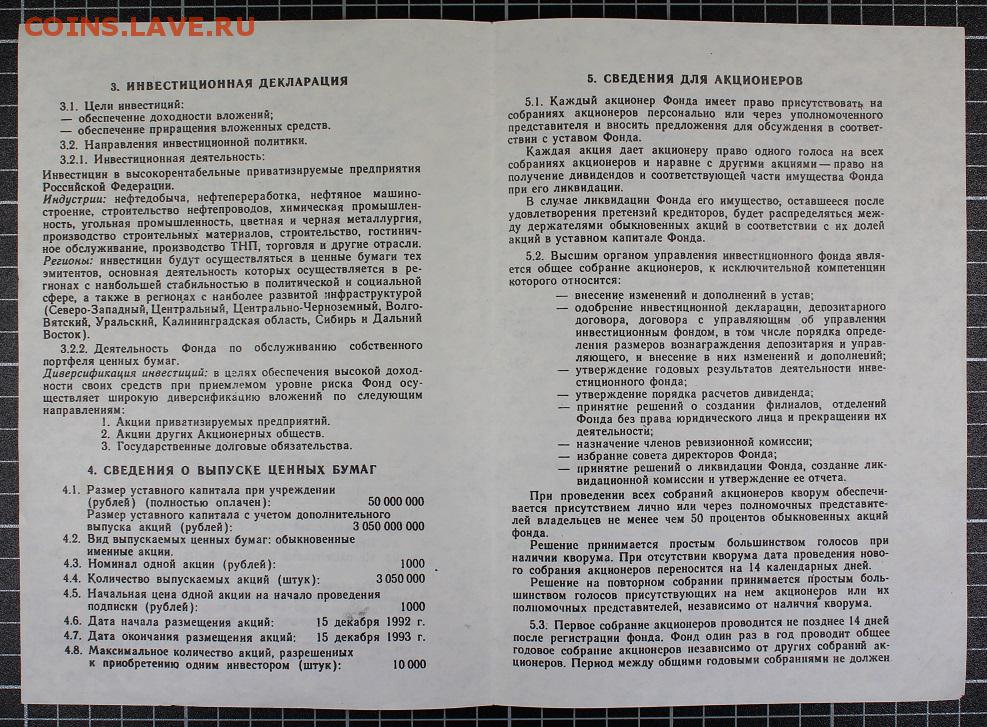 COINS.LAVE.RU
3. ИНВЕСТИЦИОННАЯ ДЕКЛАРАЦИЯ
3.1. Цели инвестиций:
— обеспечение доходности вложений;
— обеспечение приращения вложенных средств.
3.2. Направления инвестиционной политики.
3.2.1. Инвестиционная деятельность:
Инвестиции в высокорентабельные приватизируемые предприятия
Российской Федерации.
Индустрии: нефтедобыча, нефтепереработка, нефтяное машино-
строение, строительство нефтепроводов, химическая промышлен-
ность, угольная промышленность, цветная и черная металлургия,
производство строительных материалов, строительство, гостинич-
ное обслуживание, производство ТНП, торговля и другие отрасли.
Регионы: инвестиции будут осуществляться в ценные бумаги тех
эмитентов, основная деятельность которых осуществляется в ре-
гионах с наибольшей стабильностью в политической и социальной
сфере, а также в регионах с наиболее развитой инфраструктурой
(Северо-Западный, Центральный, Центрально-Черноземный, Волго-
Вятский, Уральский, Калининградская область, Сибирь и Дальний
Восток).
3.2.2. Деятельность Фонда по обслуживанию собственного
портфеля ценных бумаг.
Диверсификация инвестиций: в целях обеспечения высокой доход-
ности своих средств при приемлемом уровне риска Фонд осу-
ществляет широкую диверсификацию вложений по следующим
направлениям:
1. Акции приватизируемых предприятий.
2. Акции других Акционерных обществ.
3. Государственные долговые обязательства.
4. СВЕДЕНИЯ О ВЫПУСКЕ ЦЕННЫХ БУМАГ
4.1. Размер уставного капитала при учреждении
(рублей) (полностью оплачен): 50 000 000
Размер уставного капитала с учетом дополнительного
выпуска акций (рублей): 3 050 000 000
4.2. Вид выпускаемых ценных бумаг: обыкновенные
именные акции.
4.3. Номинал одной акции (рублей): 1000
4.4. Количество выпускаемых акций (штук): 3 050 000
4.5. Начальная цена одной акции на начало проведения
подписки (рублей): 1000
4.6. Дата начала размещения акций: 15 декабря 1992 г.
4.7. Дата окончания размещения акций: 15 декабря 1993 г.
4.8. Максимальное количество акций, разрешенных
к приобретению одним инвестором (штук): 10 000
5. СВЕДЕНИЯ ДЛЯ АКЦИОНЕРОВ
5.1. Каждый акционер Фонда имеет право присутствовать на
собраниях акционеров персонально или через уполномоченного
представителя и вносить предложения для обсуждения в соответ-
ствии с уставом Фонда.
Каждая акция дает акционеру право одного голоса на всех
собраниях акционеров и наравне с другими акциями — право на
получение дивидендов и соответствующей части имущества Фонда
при его ликвидации.
В случае ликвидации Фонда его имущество, оставшееся после
удовлетворения претензий кредиторов, будет распределяться меж-
ду держателями обыкновенных акций в соответствии с их долей
акций в уставном капитале Фонда.
5.2. Высшим органом управления инвестиционного фонда явля-
ется общее собрание акционеров, к исключительной компетенции
которого относится:
— внесение изменений и дополнений в устав;
— одобрение инвестиционной декларации, депозитарного
договора, договора с управляющим об управлении
инвестиционным фондом, в том числе порядка опреде-
ления размеров вознаграждения депозитария и управ-
ляющего, и внесение в них изменений и дополнений;
— утверждение годовых результатов деятельности инве-
стиционного фонда;
— утверждение порядка расчетов дивиденда;
— принятие решений о создании филиалов, отделений
Фонда без права юридического лица и прекращении их
деятельности;
— назначение членов ревизионной комиссии;
— избрание совета директоров Фонда;
— принятие решений о ликвидации Фонда, создание лик-
видационной комиссии и утверждение ее отчета.
При проведении всех собраний акционеров кворум обеспечи-
вается присутствием лично или через полномочных представите-
лей владельцев не менее чем 50 процентов обыкновенных акций
фонда.
Решение принимается простым большинством голосов при
наличии кворума. При отсутствии кворума дата проведения ново-
го собрания акционеров переносится на 14 календарных дней.
Решение на повторном собрании принимается простым боль-
шинством голосов присутствующих на нем акционеров или их
полномочных представителей, независимо от наличия кворума.
5.3. Первое собрание акционеров проводится не позднее 14 дней
после регистрации фонда. Фонд один раз в год проводит общее
годовое собрание акционеров независимо от других собраний ак-
ционеров. Период между общими годовыми собраниями не должен